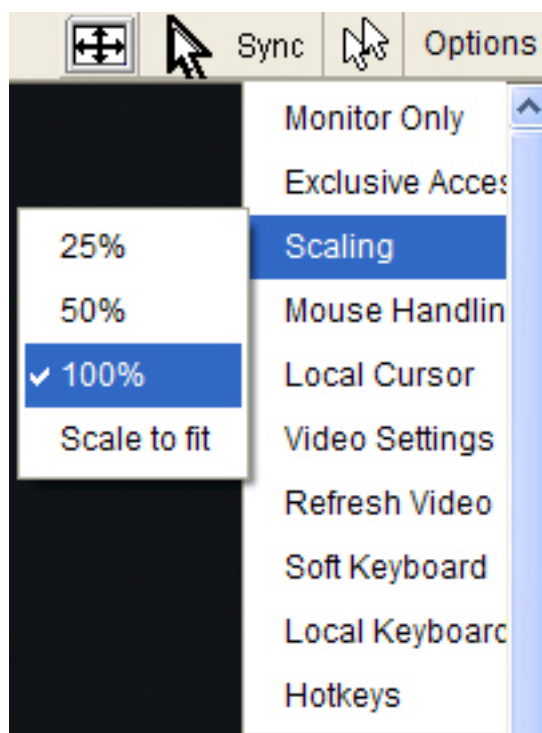 Sync Options
Monitor Only
Exclusive Acces
Scaling
Mouse Handlin
Local Cursor
Video Settings
Refresh Video
Soft Keyboard
Local Keyboard
Hotkeys
25%
50%
100%
Scale to fit